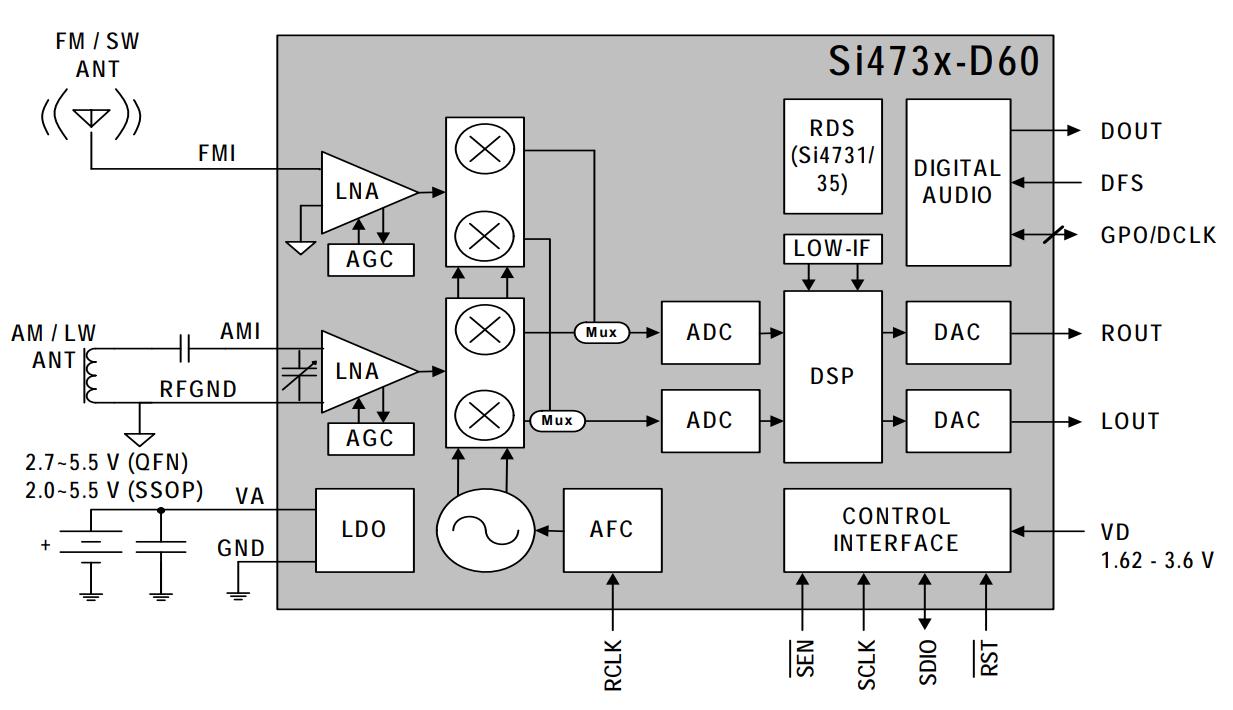 FM / SW
ANT
Si473x-D60
RDS
(Si4731/
35)
DIGITAL
AUDIO
DOUT
DFS
GPO/DCLK
FMI
LNA
AGC
LOW-IF
AM / LW
ANT
AMI
RFGND
LNA
AGC
Mux
Mux
ADC
ADC
DSP
DAC
DAC
ROUT
LOUT
2.7~5.5 V (QFN)
2.0~5.5 V (SSOP)
VA
+
GND
LDO
AFC
CONTROL
INTERFACE
VD
1.62 - 3.6 V
RCLK
SEN
SCLK
SDIO
RST